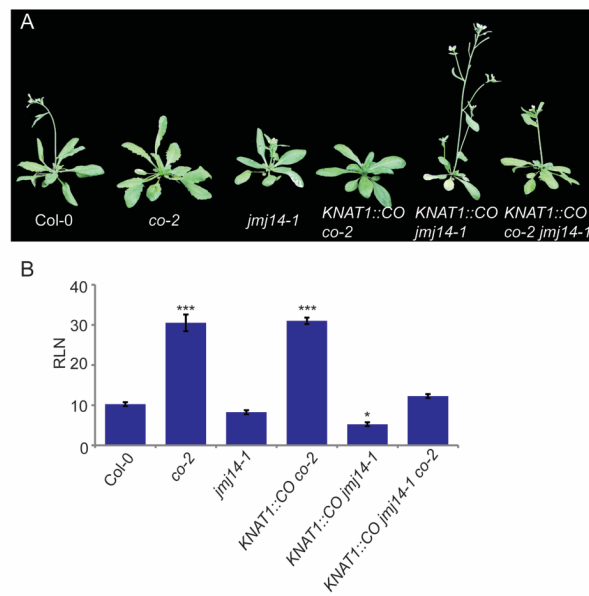 A
Col-0
co-2
jmj14-1
KNAT1::CO
co-2
KNAT1::CO
jmj14-1
KNAT1::CO
co-2 jmj14-1
B
RLN
40
30
20
10
0
***
***
*
Col-0
co-2
jmj14-1
KNAT1::CO co-2
KNAT1::CO jmj14-1
KNAT1::CO jmj14-1 co-2